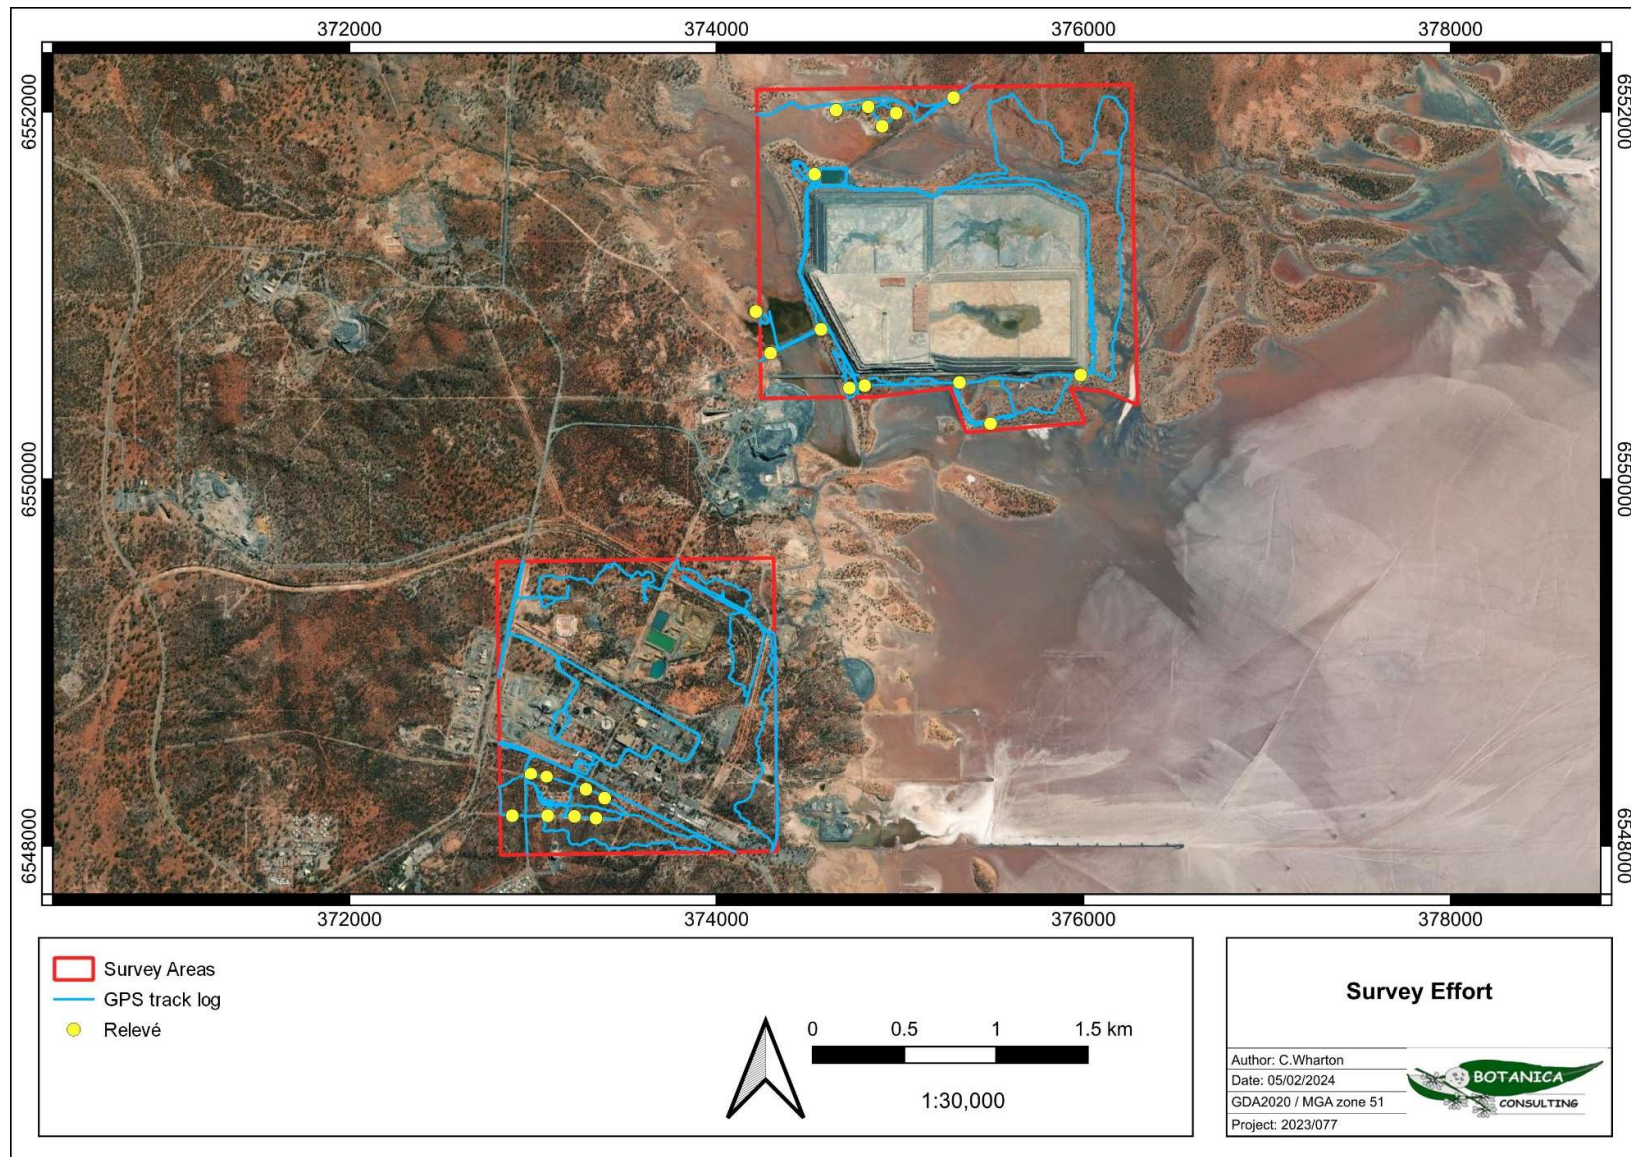 372000 374000 376000 378000
6552000 6552000
6550000 6550000
6548000 6548000
372000 374000 376000 378000
Survey Areas
GPS track log
Relevé
0 0.5 1 1.5 km
1:30,000
Survey Effort
Author: C.Wharton
Date: 05/02/2024
GDA2020 / MGA zone 51
Project: 2023/077
BOTANICA
CONSULTING